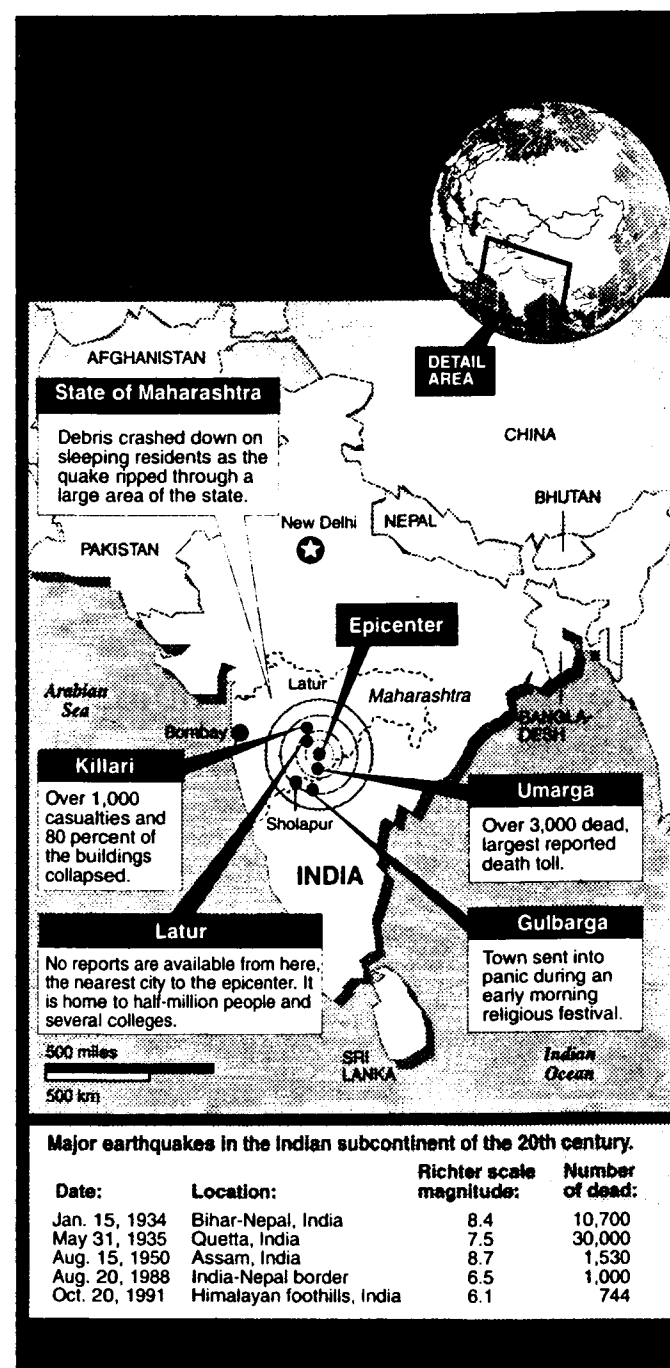 DETAIL
AREA
AFGHANISTAN
State of Maharashtra
Debris crashed down on
sleeping residents as the
quake ripped through a
large area of the state.
CHINA
BHUTAN
New Delhi
NEPAL
PAKISTAN
Epicenter
Latur
Maharashtra
Arabian
Sea
Bombay
BANGLA-
DESH
Killari
Over 1,000
casualties and
80 percent of
the buildings
collapsed.
Umarga
Over 3,000 dead,
largest reported
death toll.
Sholapur
INDIA
Latur
No reports are available from here,
the nearest city to the epicenter. It
is home to half-million people and
several colleges.
Gulbarga
Town sent into
panic during an
early morning
religious festival.
500 miles
500 km
SRI
LANKA
Indian
Ocean
Major earthquakes in the Indian subcontinent of the 20th century.
Date: Location: Richter scale magnitude: Number of dead:
Jan. 15, 1934 Bihar-Nepal, India 8.4 10,700
May 31, 1935 Quetta, India 7.5 30,000
Aug. 15, 1950 Assam, India 8.7 1,530
Aug. 20, 1988 India-Nepal border 6.5 1,000
Oct. 20, 1991 Himalayan foothills, India 6.1 744